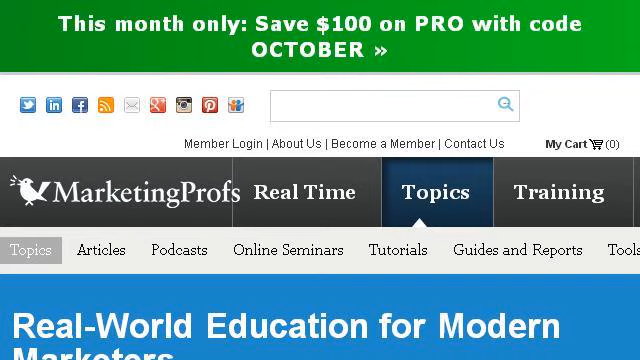 This month only: Save $100 on PRO with code
OCTOBER »
Member Login | About Us | Become a Member | Contact Us My Cart (0)
MarketingProfs Real Time Topics Training
Topics Articles Podcasts Online Seminars Tutorials Guides and Reports Tools
Real-World Education for Modern
Marketers